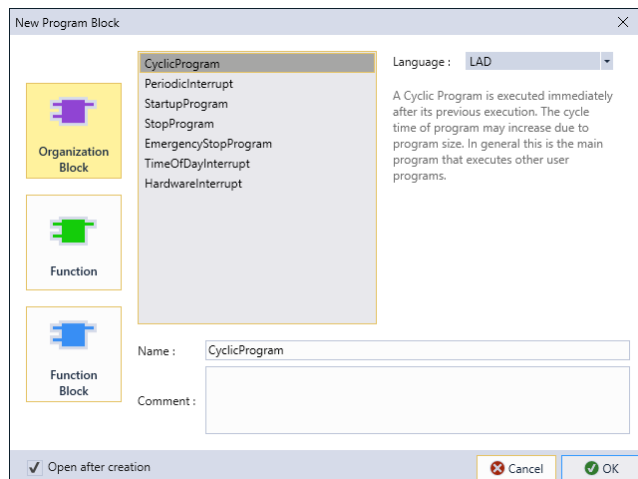 New Program Block
Organization
Block
Function
Function
Block
CyclicProgram
PeriodicInterrupt
StartupProgram
StopProgram
EmergencyStopProgram
TimeOfDayInterrupt
HardwareInterrupt
Language : LAD
A Cyclic Program is executed immediately
after its previous execution. The cycle
time of program may increase due to
program size. In general this is the main
program that executes other user
programs.
Name : CyclicProgram
Comment :
Open after creation
Cancel
OK